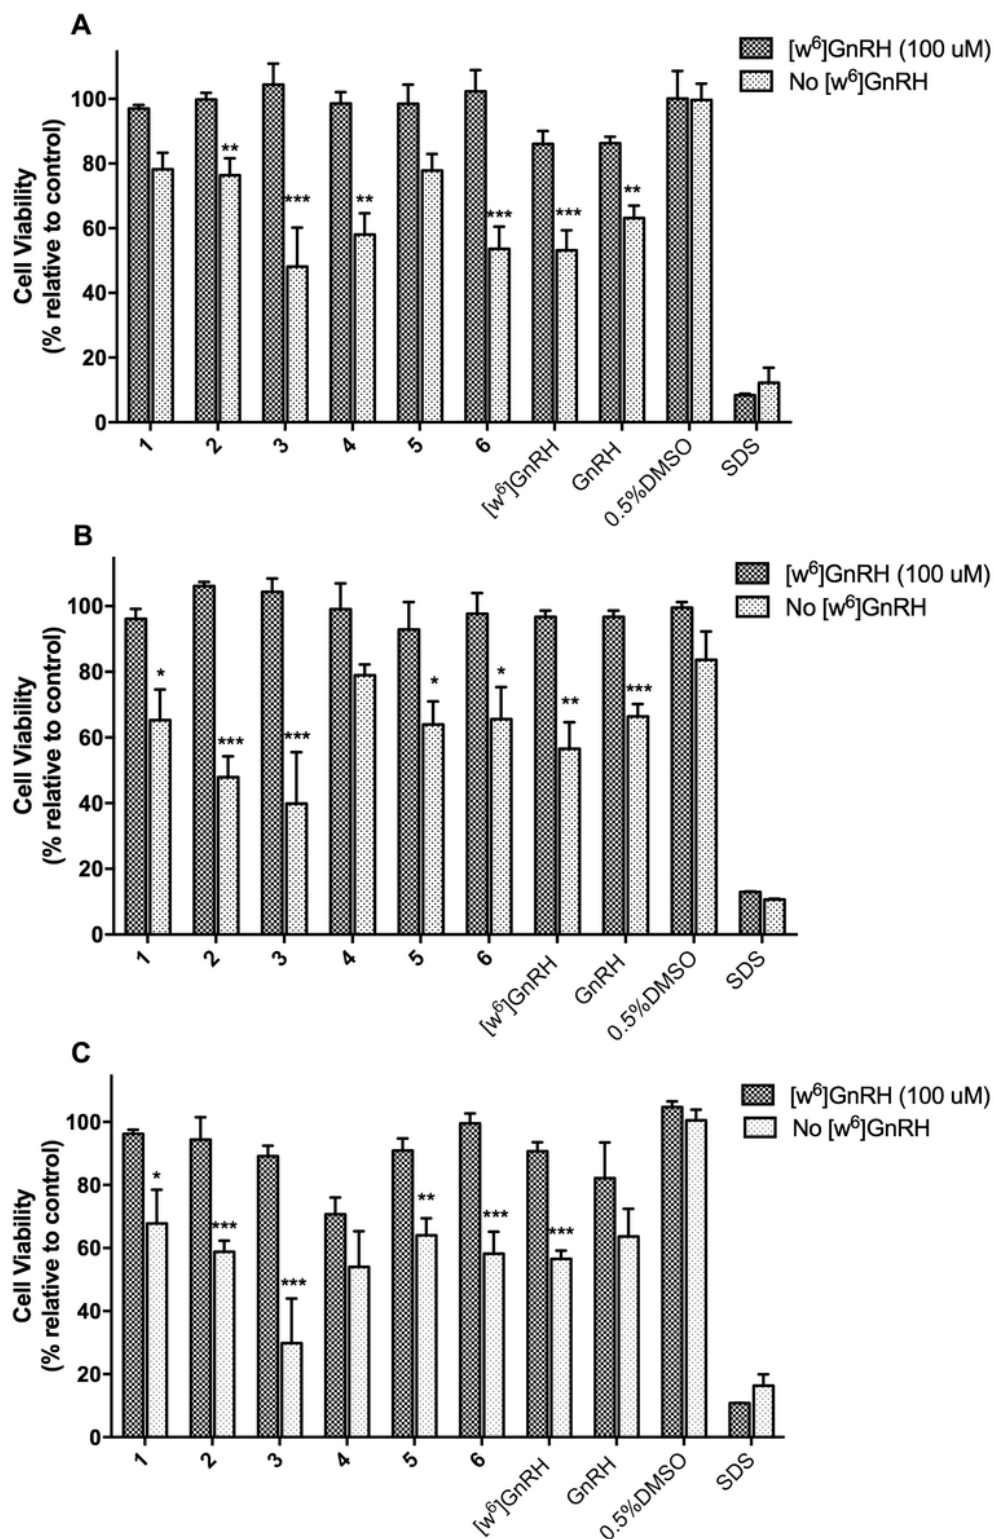 A
[w⁶]GnRH (100 uM)
No [w⁶]GnRH
Cell Viability
(% relative to control)
100
80
60
40
20
0
** *** ** *** *** **
1 2 3 4 5 6 [w⁶]GnRH GnRH 0.5%DMSO SDS
B
[w⁶]GnRH (100 uM)
No [w⁶]GnRH
Cell Viability
(% relative to control)
100
80
60
40
20
0
* *** *** * * ** ***
1 2 3 4 5 6 [w⁶]GnRH GnRH 0.5%DMSO SDS
C
[w⁶]GnRH (100 uM)
No [w⁶]GnRH
Cell Viability
(% relative to control)
100
80
60
40
20
0
* *** *** ** *** ***
1 2 3 4 5 6 [w⁶]GnRH GnRH 0.5%DMSO SDS